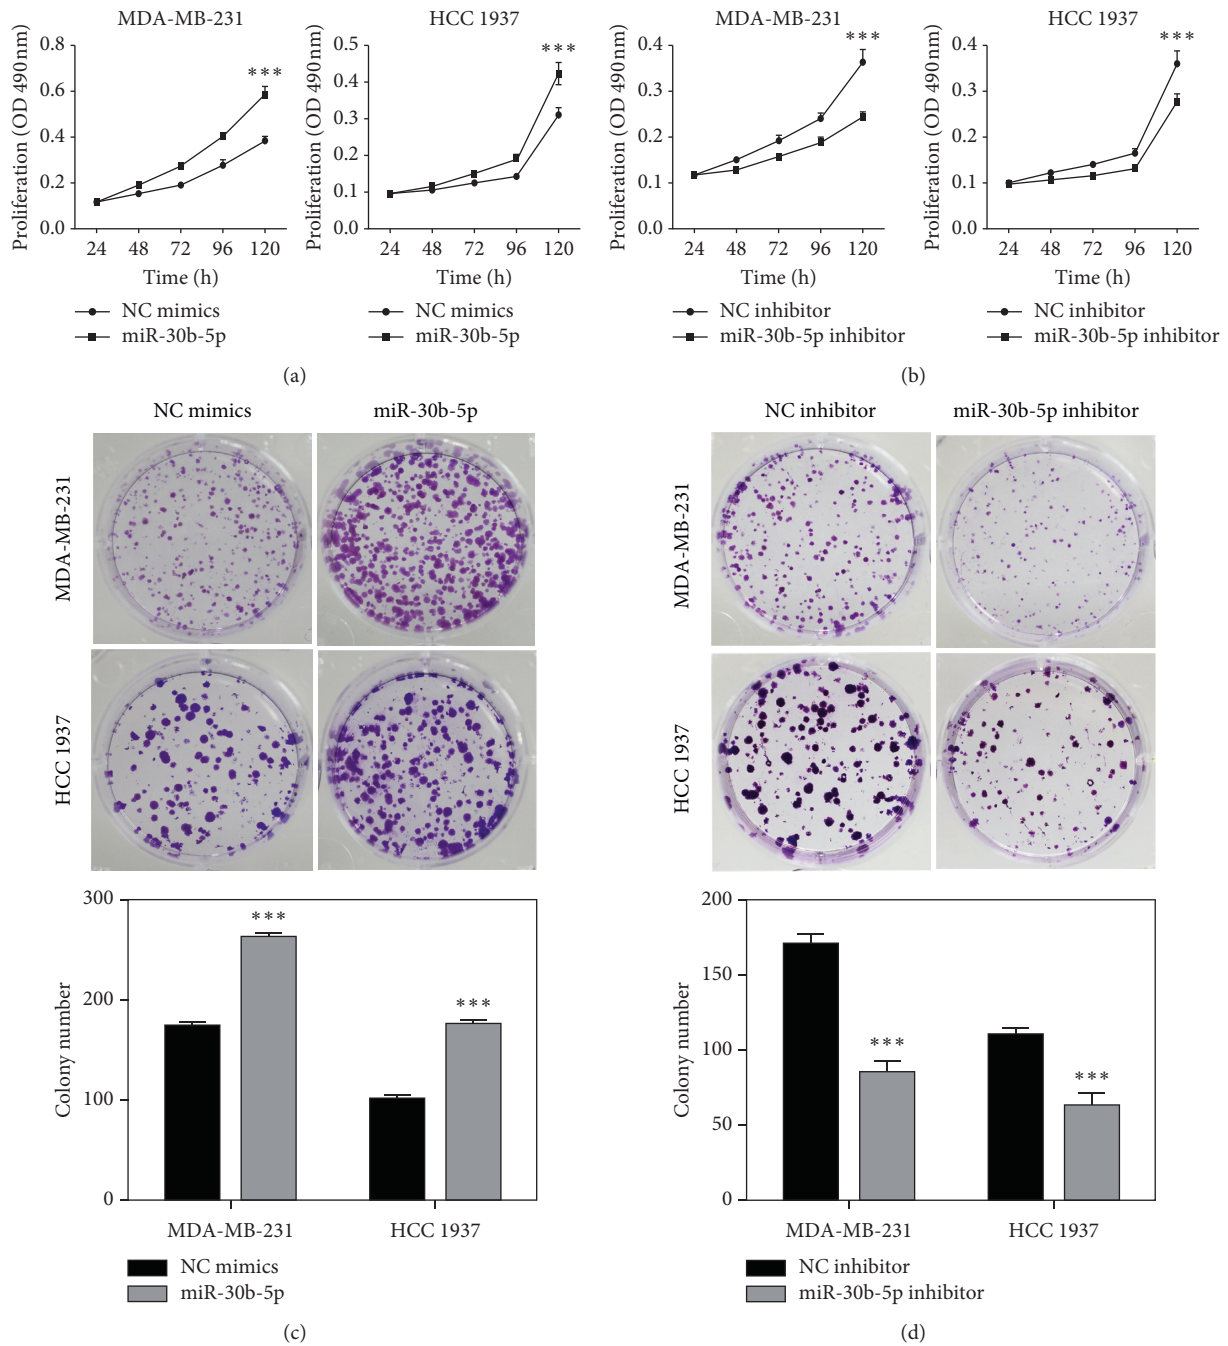 MDA-MB-231
HCC 1937
MDA-MB-231
HCC 1937
Proliferation (OD 490 nm)
0.8
0.6
0.4
0.2
0.0
***
24 48 72 96 120
Time (h)
NC mimics
miR-30b-5p
Proliferation (OD 490 nm)
0.5
0.4
0.3
0.2
0.1
0.0
***
24 48 72 96 120
Time (h)
NC mimics
miR-30b-5p
(a)
Proliferation (OD 490 nm)
0.4
0.3
0.2
0.1
0.0
***
24 48 72 96 120
Time (h)
NC inhibitor
miR-30b-5p inhibitor
Proliferation (OD 490 nm)
0.4
0.3
0.2
0.1
0.0
***
24 48 72 96 120
Time (h)
NC inhibitor
miR-30b-5p inhibitor
(b)
NC mimics
miR-30b-5p
MDA-MB-231
HCC 1937
Colony number
300
200
100
0
***
***
MDA-MB-231
HCC 1937
NC mimics
miR-30b-5p
(c)
NC inhibitor
miR-30b-5p inhibitor
MDA-MB-231
HCC 1937
Colony number
200
150
100
50
0
***
***
MDA-MB-231
HCC 1937
NC inhibitor
miR-30b-5p inhibitor
(d)